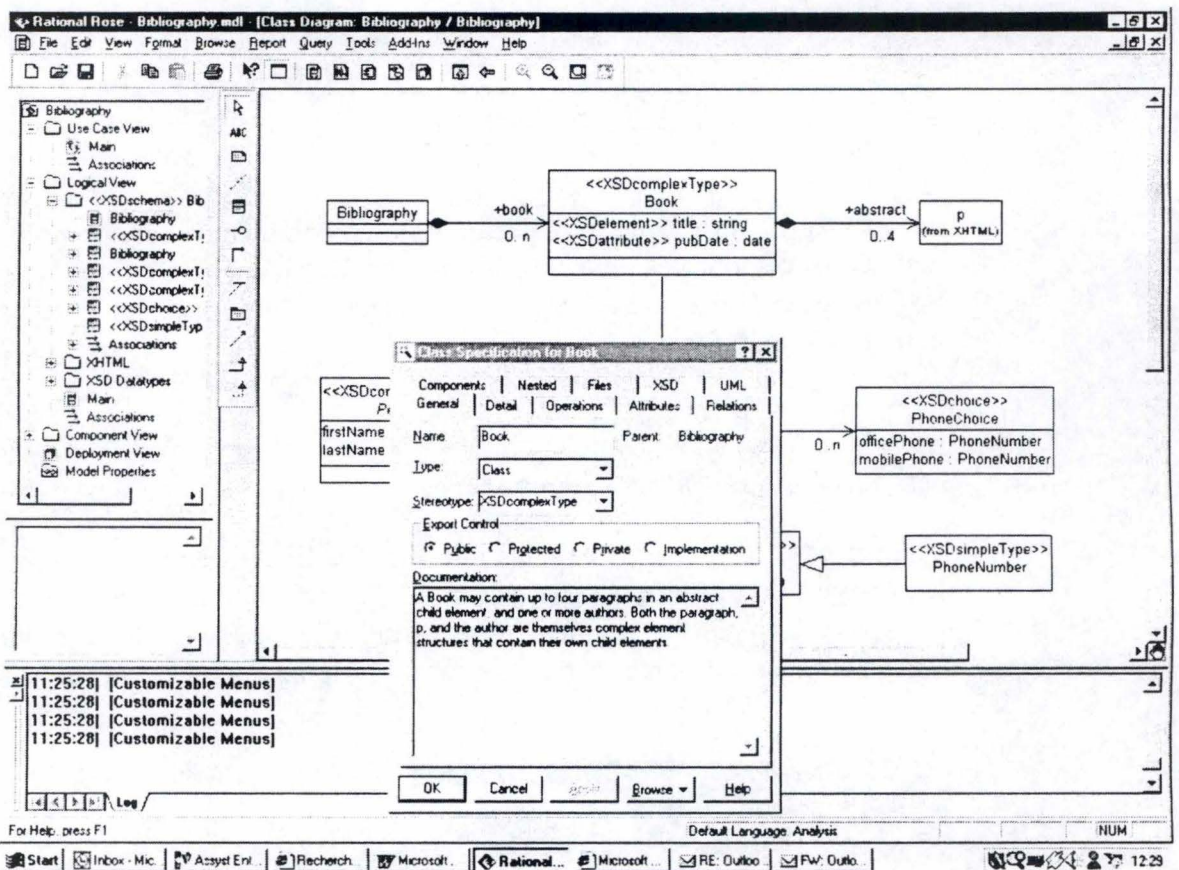 Rational Rose - Bibliography.mdl - [Class Diagram: Bibliography / Bibliography]
File Edit View Format Browse Report Query Tools Add-Ins Window Help
Bibliography
Use Case View
Main
Associations
Logical View
<<XSDschema>> Bib
Bibliography
<<XSDcomplexT
Bibliography
<<XSDcomplexT
<<XSDcomplexT
<<XSDchoice>>
<<XSDsimpleTyp
Associations
XHTML
XSD Datatypes
Main
Associations
Component View
Deployment View
Model Properties
ABC
Bibliography
+book
0..n
<<XSDcomplexType>>
Book
<<XSDelement>> title : string
<<XSDattribute>> pubDate : date
+abstract
0..4
p
(from XHTML)
<<XSDcor
Pe
firstName
lastName
0..n
<<XSDchoice>>
PhoneChoice
officePhone : PhoneNumber
mobilePhone : PhoneNumber
>>
<<XSDsimpleType>>
PhoneNumber
Class Specification for Book
Components Nested Files XSD UML
General Detail Operations Attributes Relations
Name: Book Parent: Bibliography
Type: Class
Stereotype: XSDcomplexType
Export Control
Public Protected Private Implementation
Documentation:
A Book may contain up to four paragraphs in an abstract
child element, and one or more authors. Both the paragraph,
p, and the author are themselves complex element
structures that contain their own child elements.
OK Cancel Apply Browse Help
11:25:28| [Customizable Menus]
11:25:28| [Customizable Menus]
11:25:28| [Customizable Menus]
11:25:28| [Customizable Menus]
Log
For Help, press F1 Default Language: Analysis NUM
Start Inbox - Mic... Assyst Ent... Recherch... Microsoft... Rational... Microsoft... RE: Outloo... FW: Outlo... 12:29